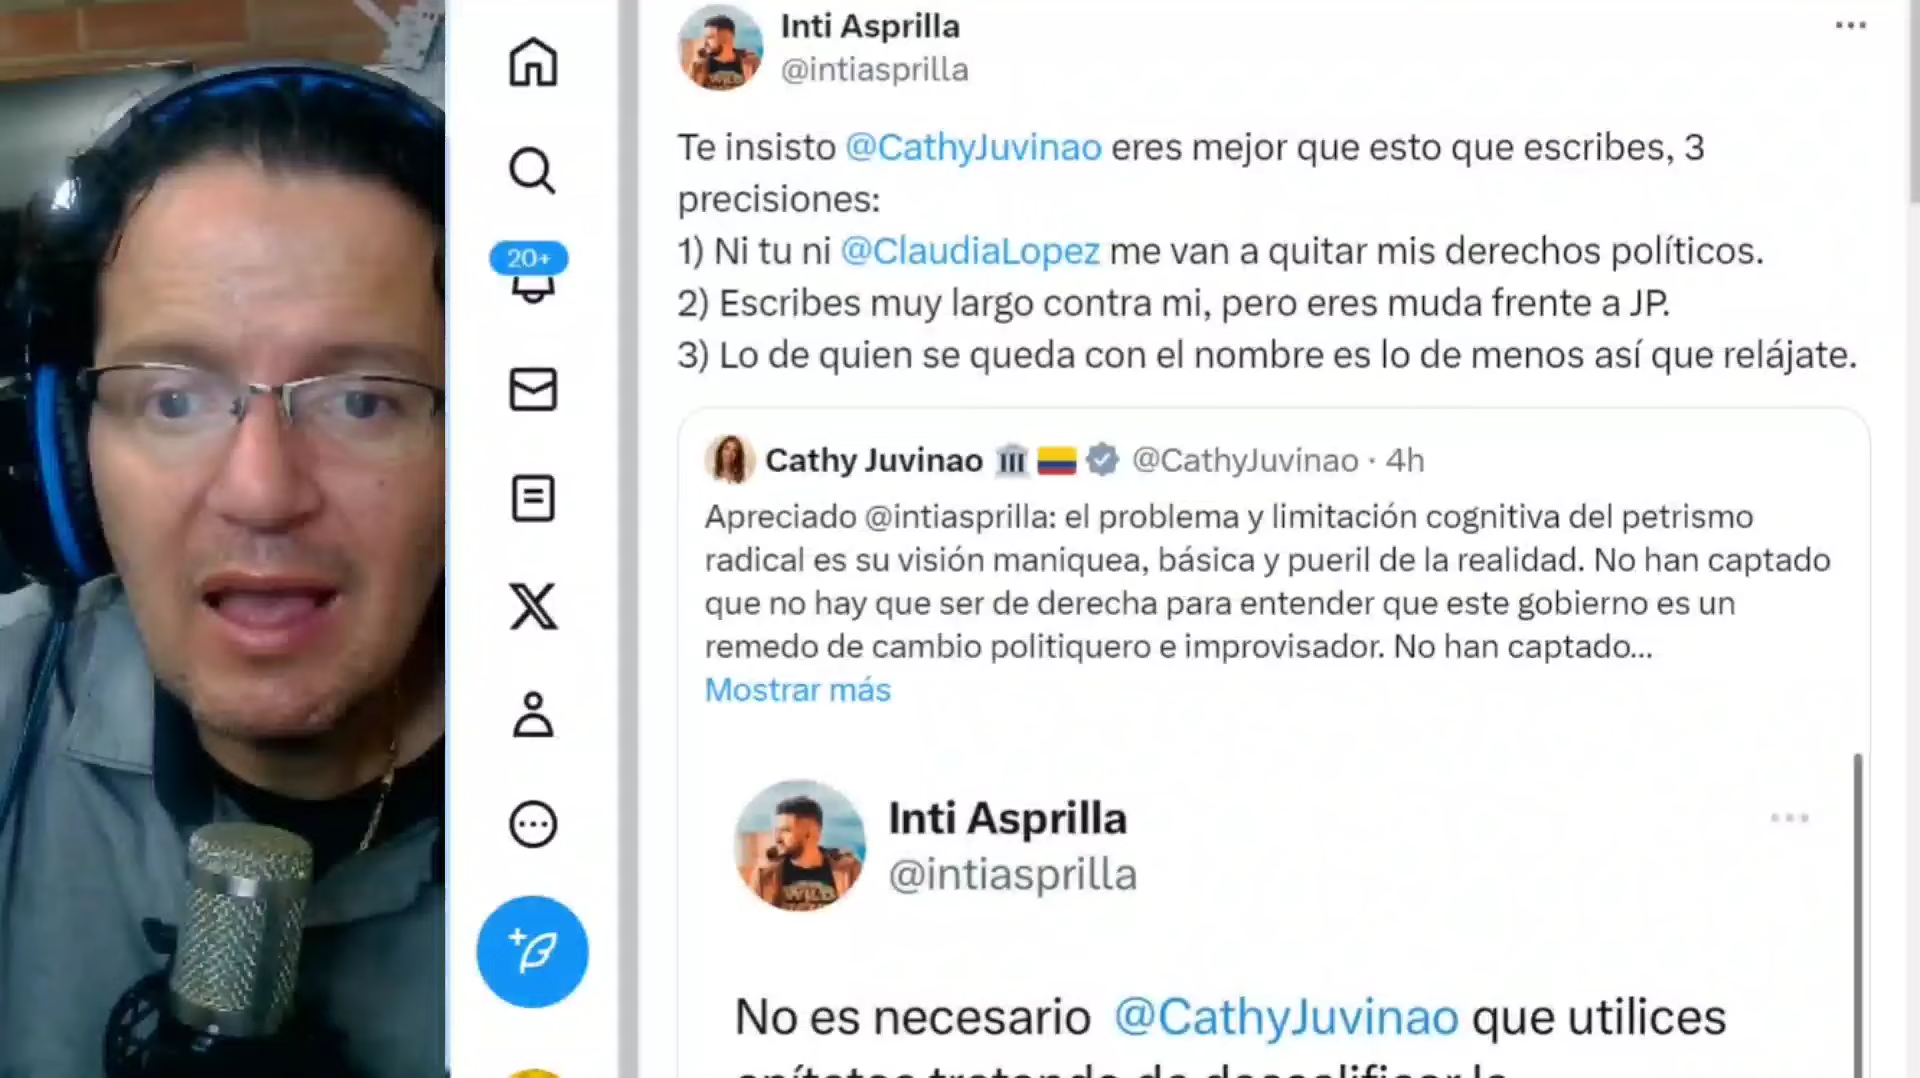 Inti Asprilla
@intiasprilla
Te insisto @CathyJuvinao eres mejor que esto que escribes, 3
precisiones:
1) Ni tu ni @ClaudiaLopez me van a quitar mis derechos políticos.
2) Escribes muy largo contra mi, pero eres muda frente a JP.
3) Lo de quien se queda con el nombre es lo de menos así que relájate.
20+
Cathy Juvinao @CathyJuvinao · 4h
Apreciado @intiasprilla: el problema y limitación cognitiva del petrismo
radical es su visión maniquea, básica y pueril de la realidad. No han captado
que no hay que ser de derecha para entender que este gobierno es un
remedo de cambio politiquero e improvisador. No han captado...
Mostrar más
Inti Asprilla
@intiasprilla
No es necesario @CathyJuvinao que utilices